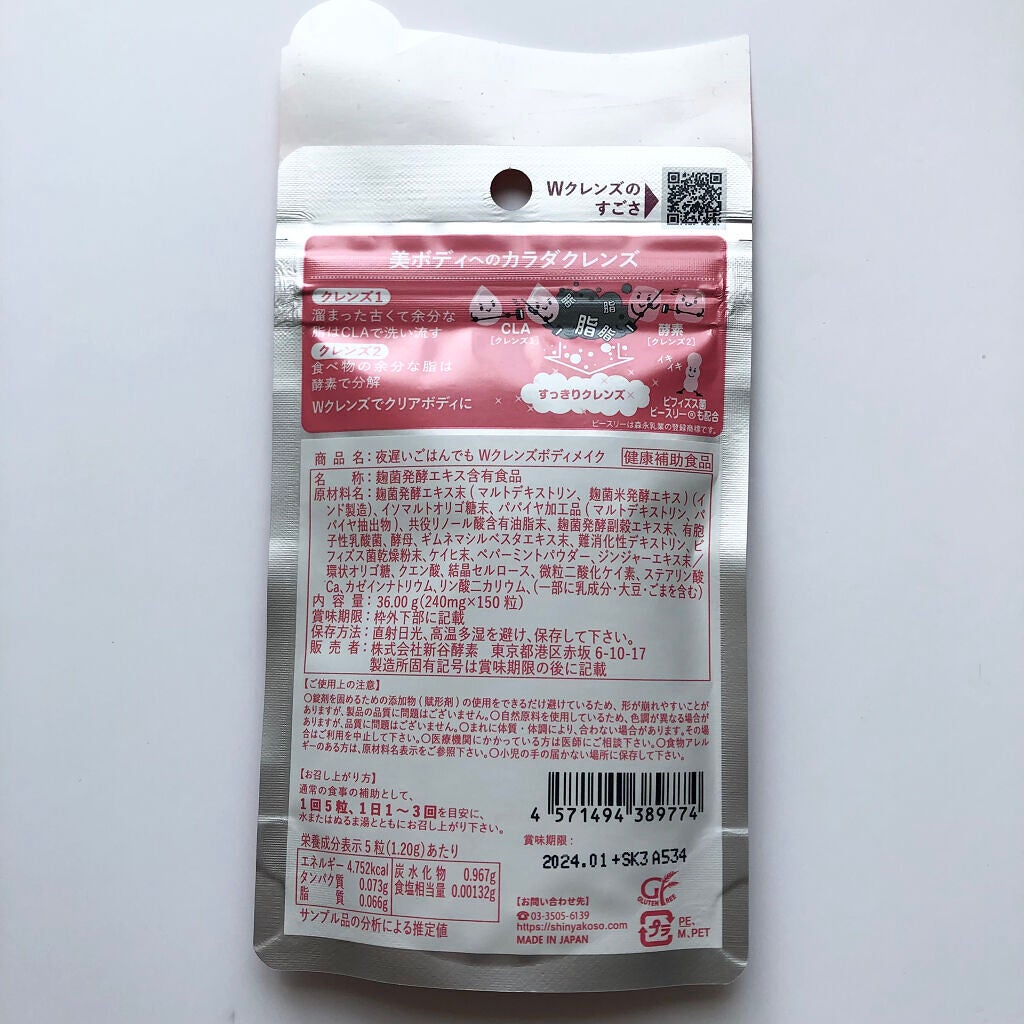 Wクレンズの
すごさ
美ボディへのカラダクレンズ
クレンズ1
溜まった古くて余分な
脂はCLAで洗い流す
クレンズ2
食べ物の余分な脂は
酵素で分解
Wクレンズでクリアボディに
脂 脂
脂 脂
CLA
[クレンズ1]
酵素
[クレンズ2]
すっきりクレンズ
イキ
イキ
ビフィズス菌
ビースリー®も配合
ビースリーは森永乳業の登録商標です。
商品名:夜遅いごはんでも Wクレンズボディメイク 健康補助食品
名称:麹菌発酵エキス含有食品
原材料名:麹菌発酵エキス末(マルトデキストリン、麹菌米発酵エキス)(イ
ンド製造)、イソマルトオリゴ糖末、パパイヤ加工品(マルトデキストリン、パ
パイヤ抽出物)、共役リノール酸含有油脂末、麹菌発酵副穀エキス末、有胞
子性乳酸菌、酵母、ギムネマシルベスタエキス末、難消化性デキストリン、ビ
フィズス菌乾燥粉末、ケイヒ末、ペパーミントパウダー、ジンジャーエキス末/
環状オリゴ糖、クエン酸、結晶セルロース、微粒二酸化ケイ素、ステアリン酸
Ca、カゼインナトリウム、リン酸二カリウム、(一部に乳成分・大豆・ごまを含む)
内容量:36.00g(240mg×150粒)
賞味期限:枠外下部に記載
保存方法:直射日光、高温多湿を避け、保存して下さい。
販売者:株式会社新谷酵素 東京都港区赤坂6-10-17
製造所固有記号は賞味期限の後に記載
【ご使用上の注意】
○錠剤を固めるための添加物(賦形剤)の使用をできるだけ避けているため、形が崩れやすいことが
ありますが、製品の品質に問題はございません。○自然原料を使用しているため、色調が異なる場合が
ありますが、品質に問題はございません。○まれに体質・体調により、合わない場合があります。その場
合はご利用を中止して下さい。○医療機関にかかっている方は医師にご相談下さい。○食物アレル
ギーのある方は、原材料名表示をご参照下さい。○小児の手の届かない場所に保存して下さい。
【お召し上がり方】
通常の食事の補助として、
1回5粒、1日1～3回を目安に、
水またはぬるま湯とともにお召し上がり下さい。
4 571494 389774
賞味期限:
2024.01+SK3 A534
栄養成分表示 5粒(1.20g)あたり
エネルギー 4.752kcal 炭水化物 0.967g
タンパク質 0.073g 食塩相当量 0.00132g
脂質 0.066g
サンプル品の分析による推定値
【お問い合わせ先】
☎03-3505-6139
https://shinyakoso.com
MADE IN JAPAN
GF
GLUTEN FREE
プラ
PE、
M、PET